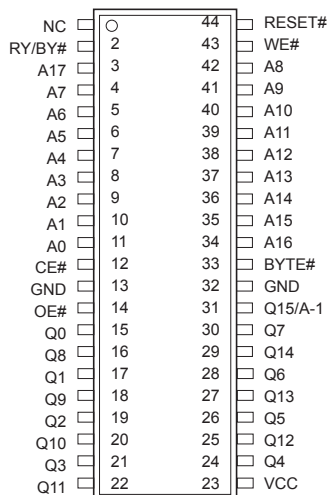 NC 44 RESET#
RY/BY# 2 43 WE#
A17 3 42 A8
A7 4 41 A9
A6 5 40 A10
A5 6 39 A11
A4 7 38 A12
A3 8 37 A13
A2 9 36 A14
A1 10 35 A15
A0 11 34 A16
CE# 12 33 BYTE#
GND 13 32 GND
OE# 14 31 Q15/A-1
Q0 15 30 Q7
Q8 16 29 Q14
Q1 17 28 Q6
Q9 18 27 Q13
Q2 19 26 Q5
Q10 20 25 Q12
Q3 21 24 Q4
Q11 22 23 VCC